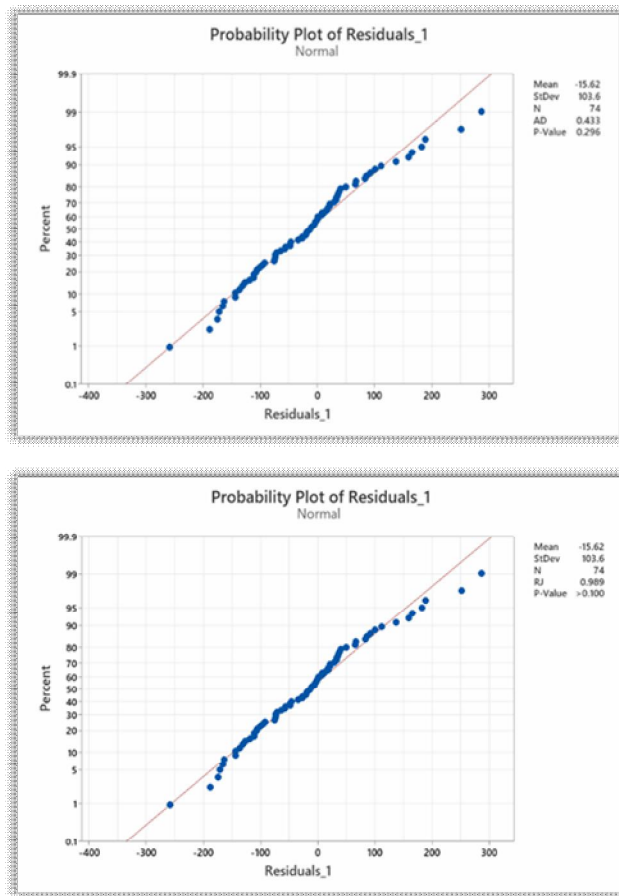 Probability Plot of Residuals_1
Normal
Mean -15.62
StDev 103.6
N 74
AD 0.433
P-Value 0.296
99.9
99
95
90
80
70
60
50
40
30
20
10
5
1
0.1
Percent
-400 -300 -200 -100 0 100 200 300
Residuals_1
Probability Plot of Residuals_1
Normal
Mean -15.62
StDev 103.6
N 74
RJ 0.989
P-Value >0.100
99.9
99
95
90
80
70
60
50
40
30
20
10
5
1
0.1
Percent
-400 -300 -200 -100 0 100 200 300
Residuals_1